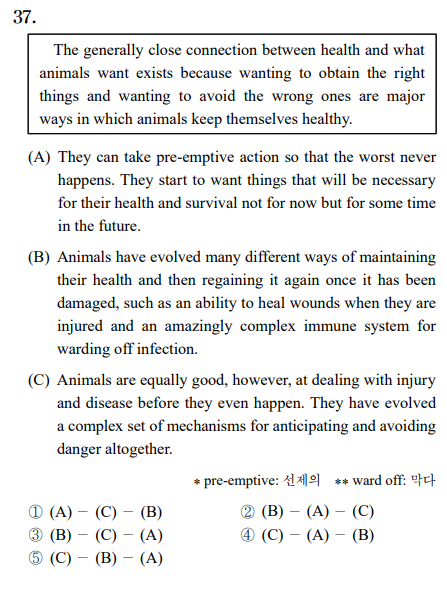 37.
The generally close connection between health and what
animals want exists because wanting to obtain the right
things and wanting to avoid the wrong ones are major
ways in which animals keep themselves healthy.
(A) They can take pre-emptive action so that the worst never
happens. They start to want things that will be necessary
for their health and survival not for now but for some time
in the future.
(B) Animals have evolved many different ways of maintaining
their health and then regaining it again once it has been
damaged, such as an ability to heal wounds when they are
injured and an amazingly complex immune system for
warding off infection.
(C) Animals are equally good, however, at dealing with injury
and disease before they even happen. They have evolved
a complex set of mechanisms for anticipating and avoiding
danger altogether.
* pre-emptive: 선제의 ** ward off: 막다
① (A) − (C) − (B) ② (B) − (A) − (C)
③ (B) − (C) − (A) ④ (C) − (A) − (B)
⑤ (C) − (B) − (A)